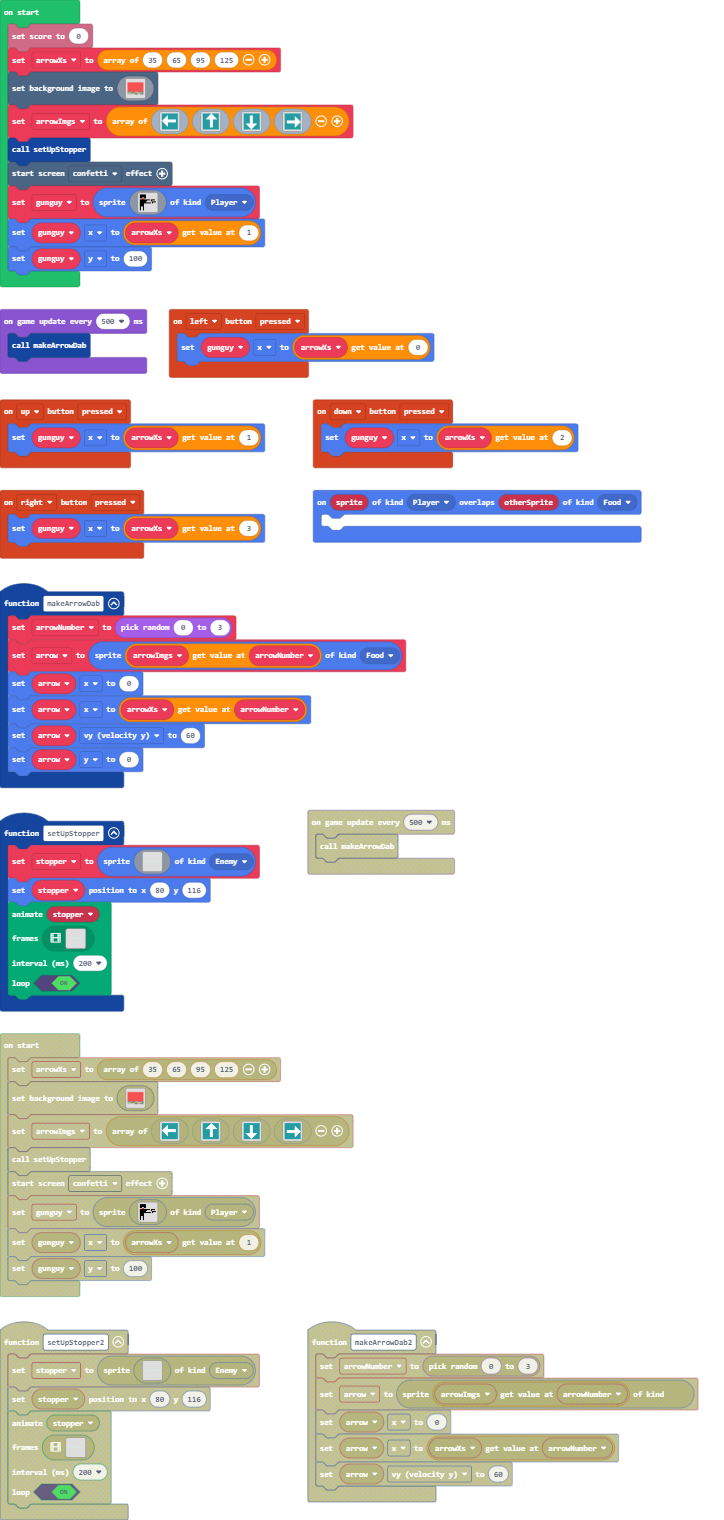 on start
set score to 0
set arrowXs to array of 35 65 95 125
set background image to
set arrowImgs to array of
call setUpStopper
start screen confetti effect
set gunguy to sprite of kind Player
set gunguy x to arrowXs get value at 1
set gunguy y to 100
on game update every 500 ms
call makeArrowDab
on left button pressed
set gunguy x to arrowXs get value at 0
on up button pressed
set gunguy x to arrowXs get value at 1
on down button pressed
set gunguy x to arrowXs get value at 2
on right button pressed
set gunguy x to arrowXs get value at 3
on sprite of kind Player overlaps otherSprite of kind Food
function makeArrowDab
set arrowNumber to pick random 0 to 3
set arrow to sprite arrowImgs get value at arrowNumber of kind Food
set arrow x to 0
set arrow x to arrowXs get value at arrowNumber
set arrow vy (velocity y) to 60
set arrow y to 0
function setUpStopper
set stopper to sprite of kind Enemy
set stopper position to x 80 y 116
animate stopper
frames
interval (ms) 200
loop ON
on game update every 500 ms
call makeArrowDab
on start
set arrowXs to array of 35 65 95 125
set background image to
set arrowImgs to array of
call setUpStopper
start screen confetti effect
set gunguy to sprite of kind Player
set gunguy x to arrowXs get value at 1
set gunguy y to 100
function setUpStopper2
set stopper to sprite of kind Enemy
set stopper position to x 80 y 116
animate stopper
frames
interval (ms) 200
loop ON
function makeArrowDab2
set arrowNumber to pick random 0 to 3
set arrow to sprite arrowImgs get value at arrowNumber of kind
set arrow x to 0
set arrow x to arrowXs get value at arrowNumber
set arrow vy (velocity y) to 60